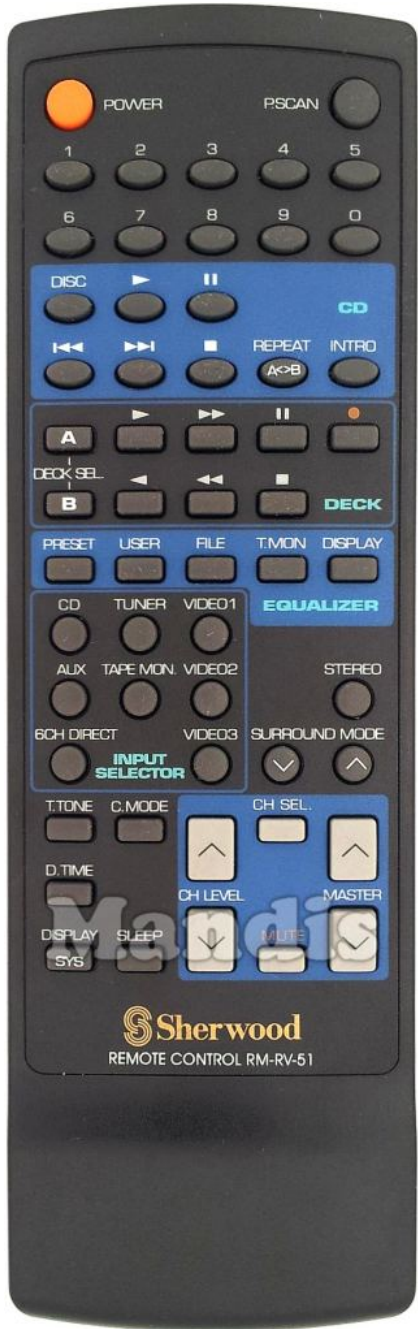 POWER P.SCAN
1 2 3 4 5
6 7 8 9 0
DISC
CD
REPEAT INTRO
A<>B
A
DECK SEL.
B
DECK
PRESET USER FILE T.MON DISPLAY
CD TUNER VIDEO1
EQUALIZER
AUX TAPE MON. VIDEO2 STEREO
6CH DIRECT VIDEO3 SURROUND MODE
INPUT
SELECTOR
T.TONE C.MODE CH SEL.
D.TIME
CH LEVEL MASTER
Mandis
DISPLAY SLEEP MUTE
SYS
Sherwood
REMOTE CONTROL RM-RV-51